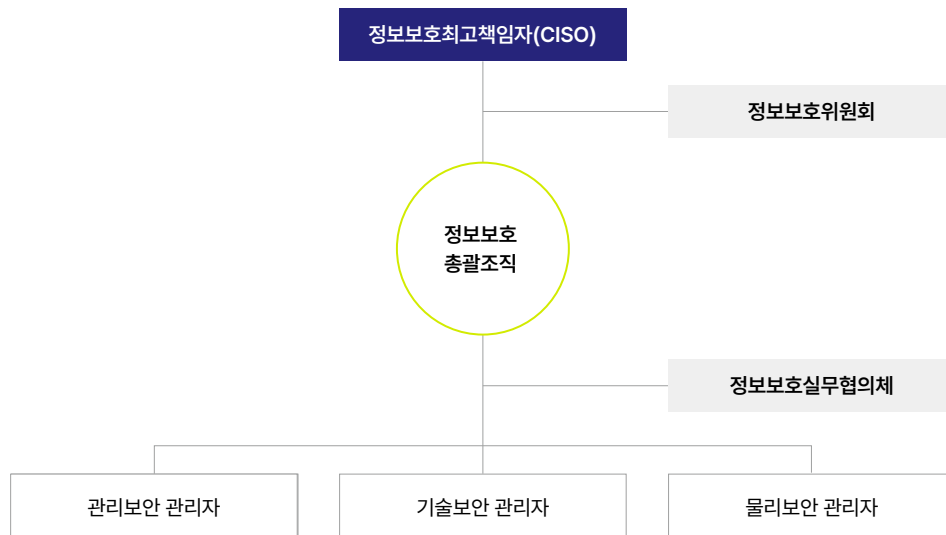 정보보호최고책임자(CISO)
정보보호위원회
정보보호
총괄조직
정보보호실무협의체
관리보안 관리자
기술보안 관리자
물리보안 관리자